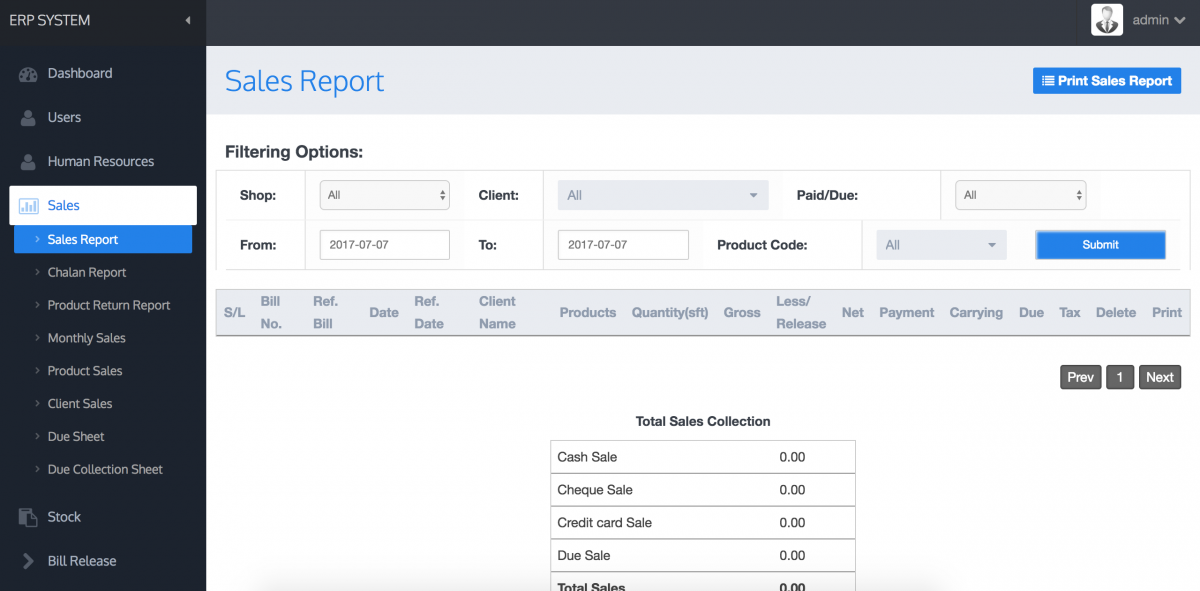 ERP SYSTEM
admin
Dashboard
Users
Human Resources
Sales
Sales Report
Chalan Report
Product Return Report
Monthly Sales
Product Sales
Client Sales
Due Sheet
Due Collection Sheet
Stock
Bill Release
Sales Report
Print Sales Report
Filtering Options:
Shop: All Client: All Paid/Due: All
From: 2017-07-07 To: 2017-07-07 Product Code: All Submit
S/L Bill No. Ref. Bill Date Ref. Date Client Name Products Quantity(sft) Gross Less/ Release Net Payment Carrying Due Tax Delete Print
Prev 1 Next
Total Sales Collection
Cash Sale 0.00
Cheque Sale 0.00
Credit card Sale 0.00
Due Sale 0.00
Total Sales 0.00